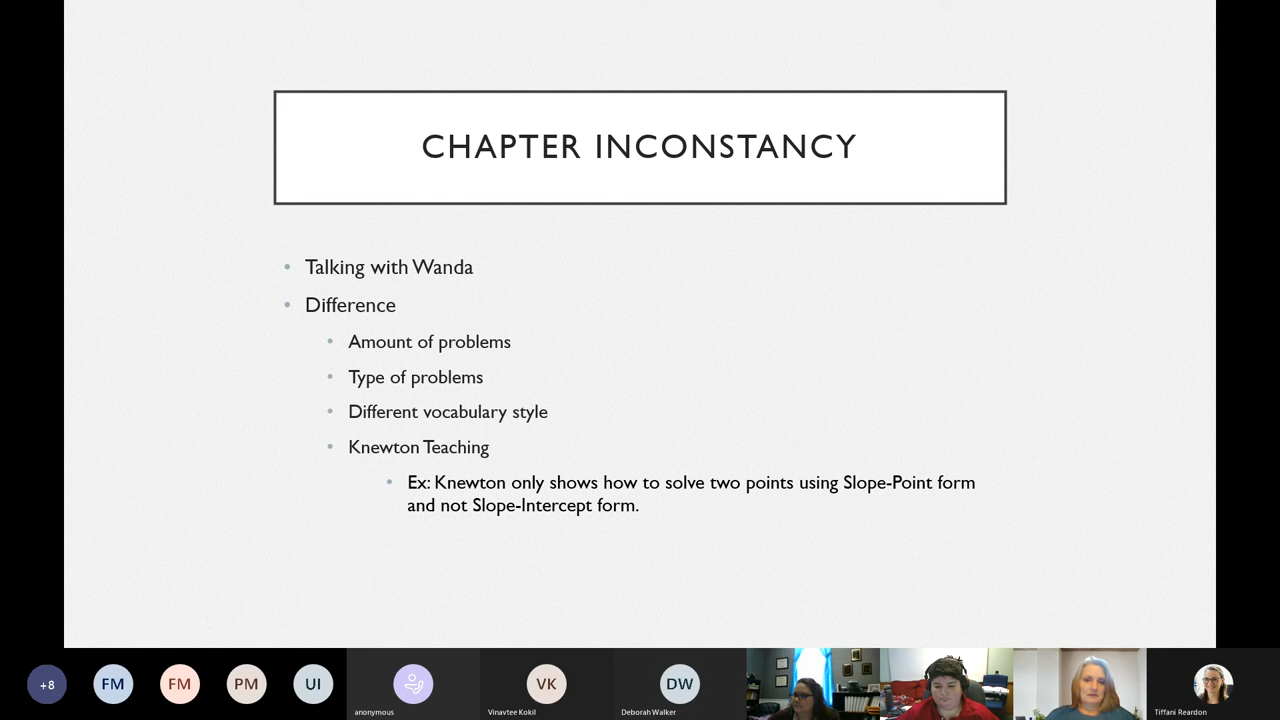 CHAPTER INCONSTANCY
• Talking with Wanda
• Difference
• Amount of problems
• Type of problems
• Different vocabulary style
• Knewton Teaching
• Ex: Knewton only shows how to solve two points using Slope-Point form
and not Slope-Intercept form.
+8
FM
FM
PM
UI
anonymous
VK
Vinavtee Kokil
DW
Deborah Walker
Tiffani Reardon